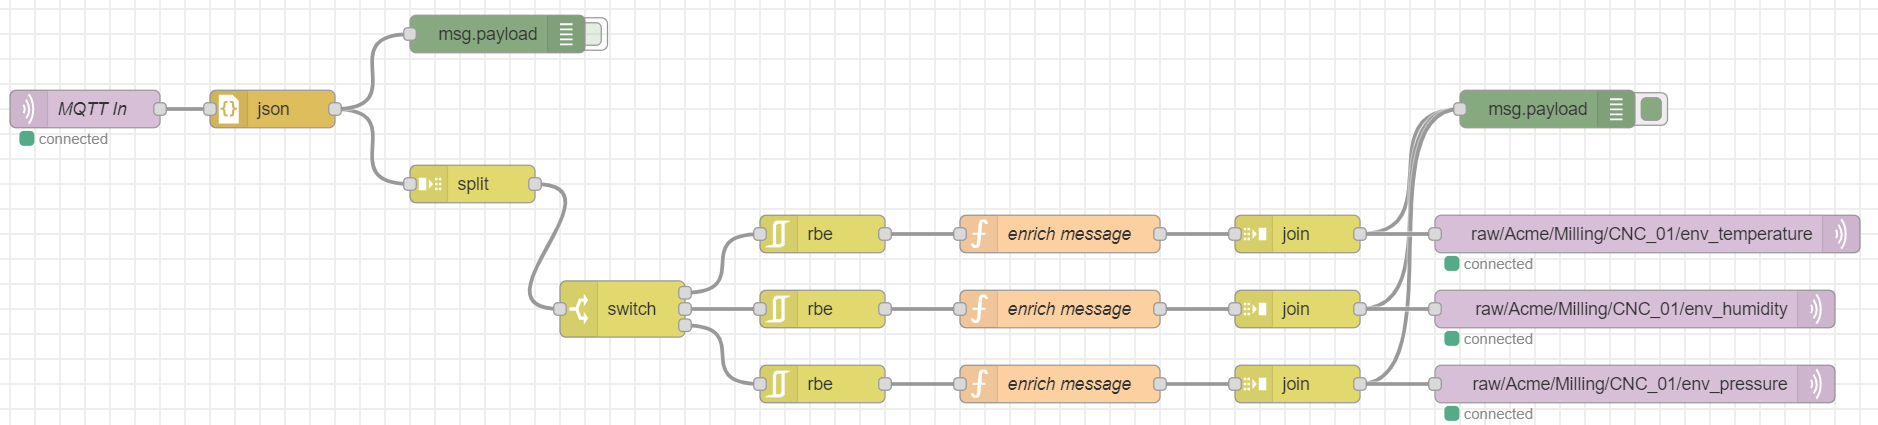 msg.payload
MQTT In
json
msg.payload
connected
split
rbe
enrich message
join
raw/Acme/Milling/CNC_01/env_temperature
connected
switch
rbe
enrich message
join
raw/Acme/Milling/CNC_01/env_humidity
connected
rbe
enrich message
join
raw/Acme/Milling/CNC_01/env_pressure
connected